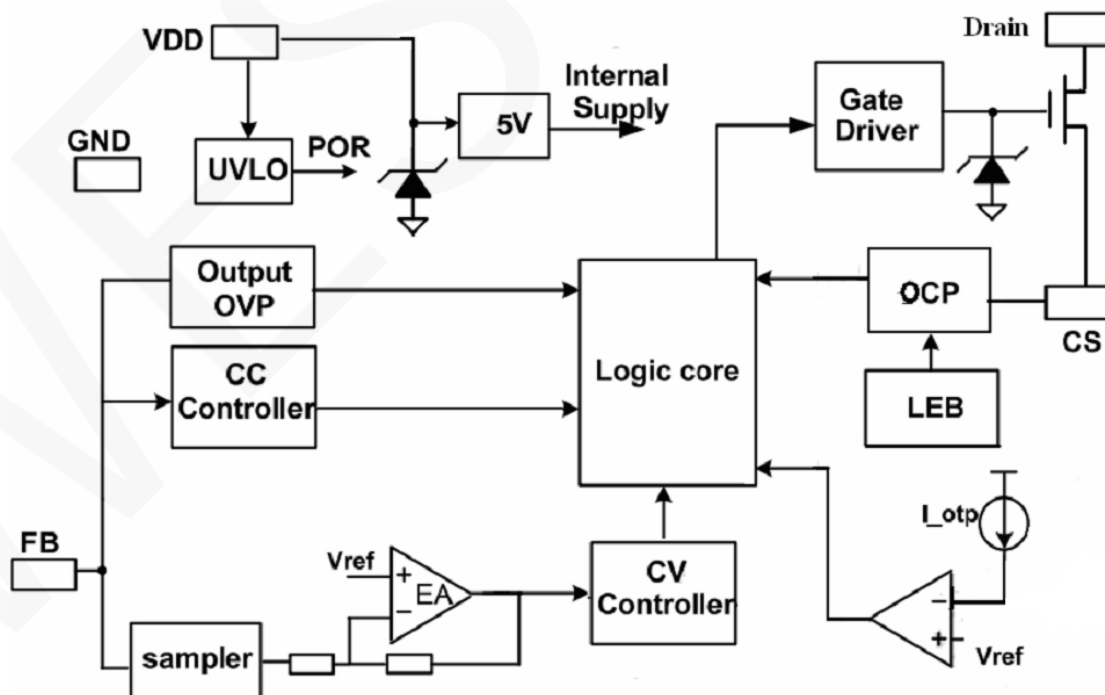 VDD
Drain
Internal
Supply
5V
Gate
Driver
GND
UVLO
POR
Output
OVP
OCP
CS
CC
Controller
Logic core
LEB
I_otp
FB
Vref
+
EA
−
CV
Controller
−
+
Vref
sampler